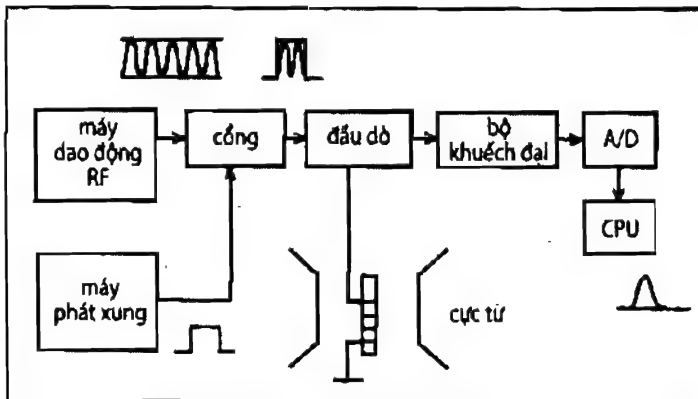 máy
dao động
RF
cổng
đầu dò
bộ
khuếch đại
A/D
CPU
máy
phát xung
cực từ